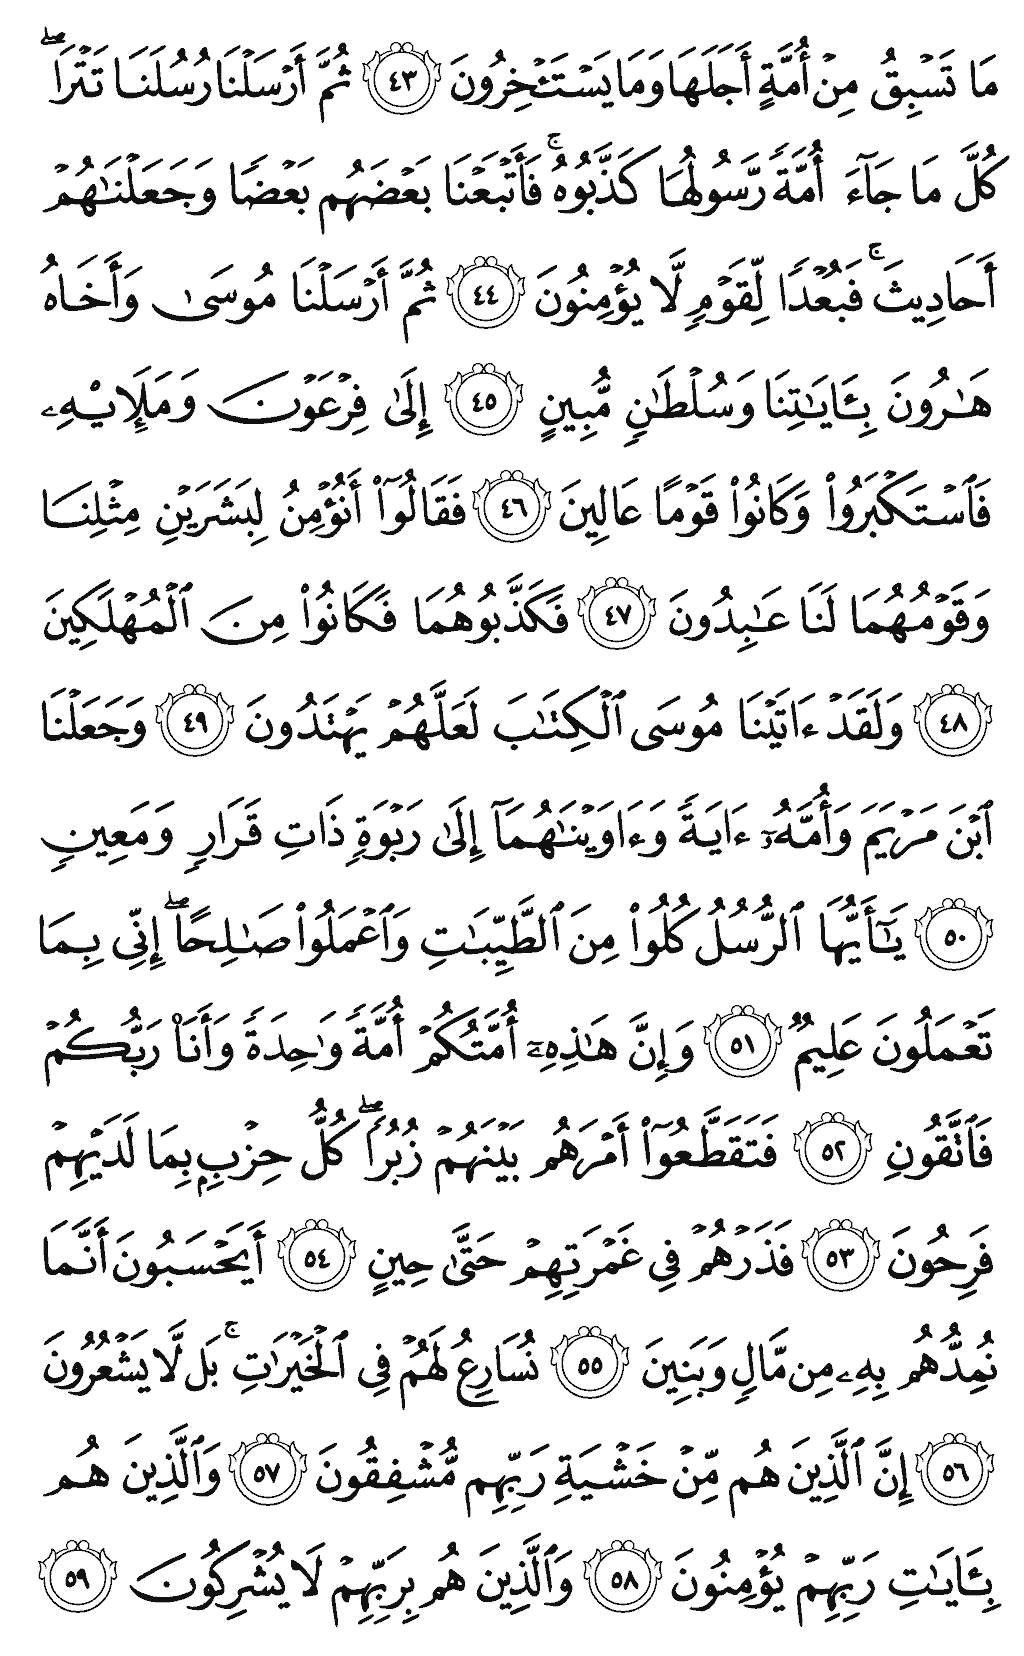 مَا تَسۡبِقُ مِنۡ أُمَّةٍ أَجَلَهَا وَمَا يَسۡتَـٔۡخِرُونَ ٤٣ ثُمَّ أَرۡسَلۡنَا رُسُلَنَا تَتۡرَاۖ
كُلَّ مَا جَآءَ أُمَّةٗ رَّسُولُهَا كَذَّبُوهُۚ فَأَتۡبَعۡنَا بَعۡضَهُم بَعۡضٗا وَجَعَلۡنَٰهُمۡ
أَحَادِيثَۚ فَبُعۡدٗا لِّقَوۡمٖ لَّا يُؤۡمِنُونَ ٤٤ ثُمَّ أَرۡسَلۡنَا مُوسَىٰ وَأَخَاهُ
هَٰرُونَ بِـَٔايَٰتِنَا وَسُلۡطَٰنٖ مُّبِينٍ ٤٥ إِلَىٰ فِرۡعَوۡنَ وَمَلَإِيْهِۦ
فَٱسۡتَكۡبَرُواْ وَكَانُواْ قَوۡمًا عَالِينَ ٤٦ فَقَالُوٓاْ أَنُؤۡمِنُ لِبَشَرَيۡنِ مِثۡلِنَا
وَقَوۡمُهُمَا لَنَا عَٰبِدُونَ ٤٧ فَكَذَّبُوهُمَا فَكَانُواْ مِنَ ٱلۡمُهۡلَكِينَ
٤٨ وَلَقَدۡ ءَاتَيۡنَا مُوسَى ٱلۡكِتَٰبَ لَعَلَّهُمۡ يَهۡتَدُونَ ٤٩ وَجَعَلۡنَا
ٱبۡنَ مَرۡيَمَ وَأُمَّهُۥٓ ءَايَةٗ وَءَاوَيۡنَٰهُمَآ إِلَىٰ رَبۡوَةٖ ذَاتِ قَرَارٖ وَمَعِينٖ
٥٠ يَٰٓأَيُّهَا ٱلرُّسُلُ كُلُواْ مِنَ ٱلطَّيِّبَٰتِ وَٱعۡمَلُواْ صَٰلِحًاۖ إِنِّي بِمَا
تَعۡمَلُونَ عَلِيمٞ ٥١ وَإِنَّ هَٰذِهِۦٓ أُمَّتُكُمۡ أُمَّةٗ وَٰحِدَةٗ وَأَنَا۠ رَبُّكُمۡ
فَٱتَّقُونِ ٥٢ فَتَقَطَّعُوٓاْ أَمۡرَهُم بَيۡنَهُمۡ زُبُرٗاۖ كُلُّ حِزۡبِۭ بِمَا لَدَيۡهِمۡ
فَرِحُونَ ٥٣ فَذَرۡهُمۡ فِي غَمۡرَتِهِمۡ حَتَّىٰ حِينٍ ٥٤ أَيَحۡسَبُونَ أَنَّمَا
نُمِدُّهُم بِهِۦ مِن مَّالٖ وَبَنِينَ ٥٥ نُسَارِعُ لَهُمۡ فِي ٱلۡخَيۡرَٰتِۚ بَل لَّا يَشۡعُرُونَ
٥٦ إِنَّ ٱلَّذِينَ هُم مِّنۡ خَشۡيَةِ رَبِّهِم مُّشۡفِقُونَ ٥٧ وَٱلَّذِينَ هُم
بِـَٔايَٰتِ رَبِّهِمۡ يُؤۡمِنُونَ ٥٨ وَٱلَّذِينَ هُم بِرَبِّهِمۡ لَا يُشۡرِكُونَ ٥٩